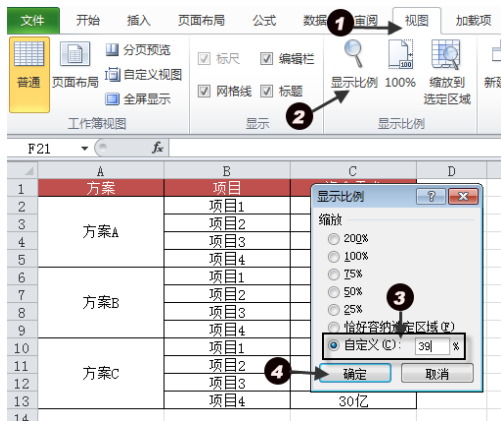 文件 开始 插入 页面布局 公式 数据 审阅 视图 加载项
1
普通 页面布局 分页预览 自定义视图 全屏显示
标尺 编辑栏 网格线 标题
显示比例 100% 缩放到 选定区域
2
工作簿视图 显示 显示比例
F21 fx
A B C D
1 方案 项目
2 项目1
3 方案A 项目2
4 项目3
5 项目4
6 项目1
7 方案B 项目2
8 项目3
9 项目4
10 项目1
11 方案C 项目2
12 项目3
13 项目4 30亿
14
显示比例
缩放
200%
100%
75%
50%
25%
3
恰好容纳选定区域(F)
自定义(C): 39 %
4
确定 取消